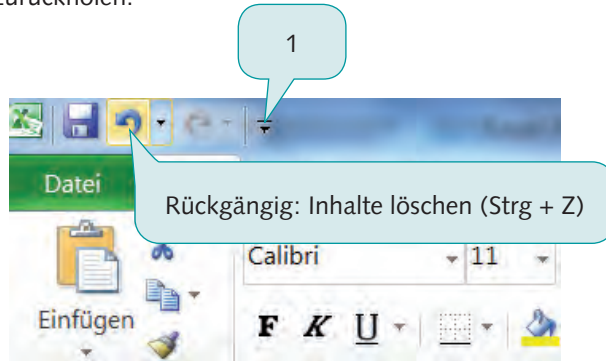 zurückholen.
1
Datei
Rückgängig: Inhalte löschen (Strg + Z)
Calibri 11
Einfügen
F K U